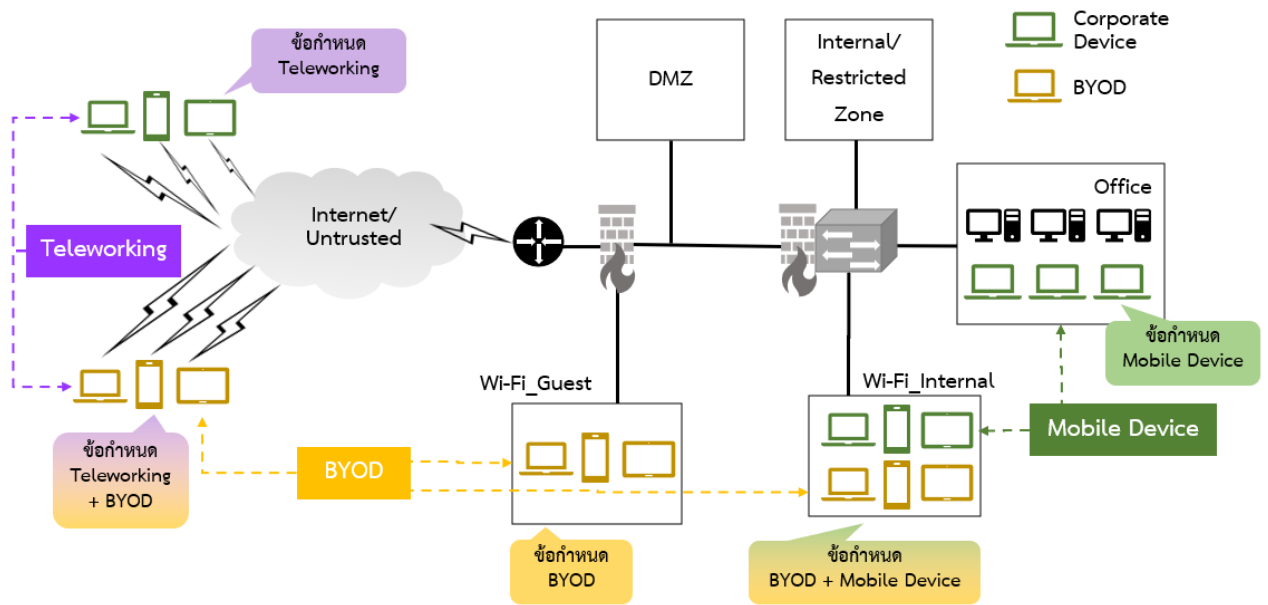 ข้อกำหนด
Teleworking
DMZ
Internal/
Restricted
Zone
Corporate
Device
BYOD
Internet/
Untrusted
Office
Teleworking
ข้อกำหนด
Mobile Device
Wi-Fi_Guest
Wi-Fi_Internal
Mobile Device
ข้อกำหนด
Teleworking
+ BYOD
BYOD
ข้อกำหนด
BYOD
ข้อกำหนด
BYOD + Mobile Device